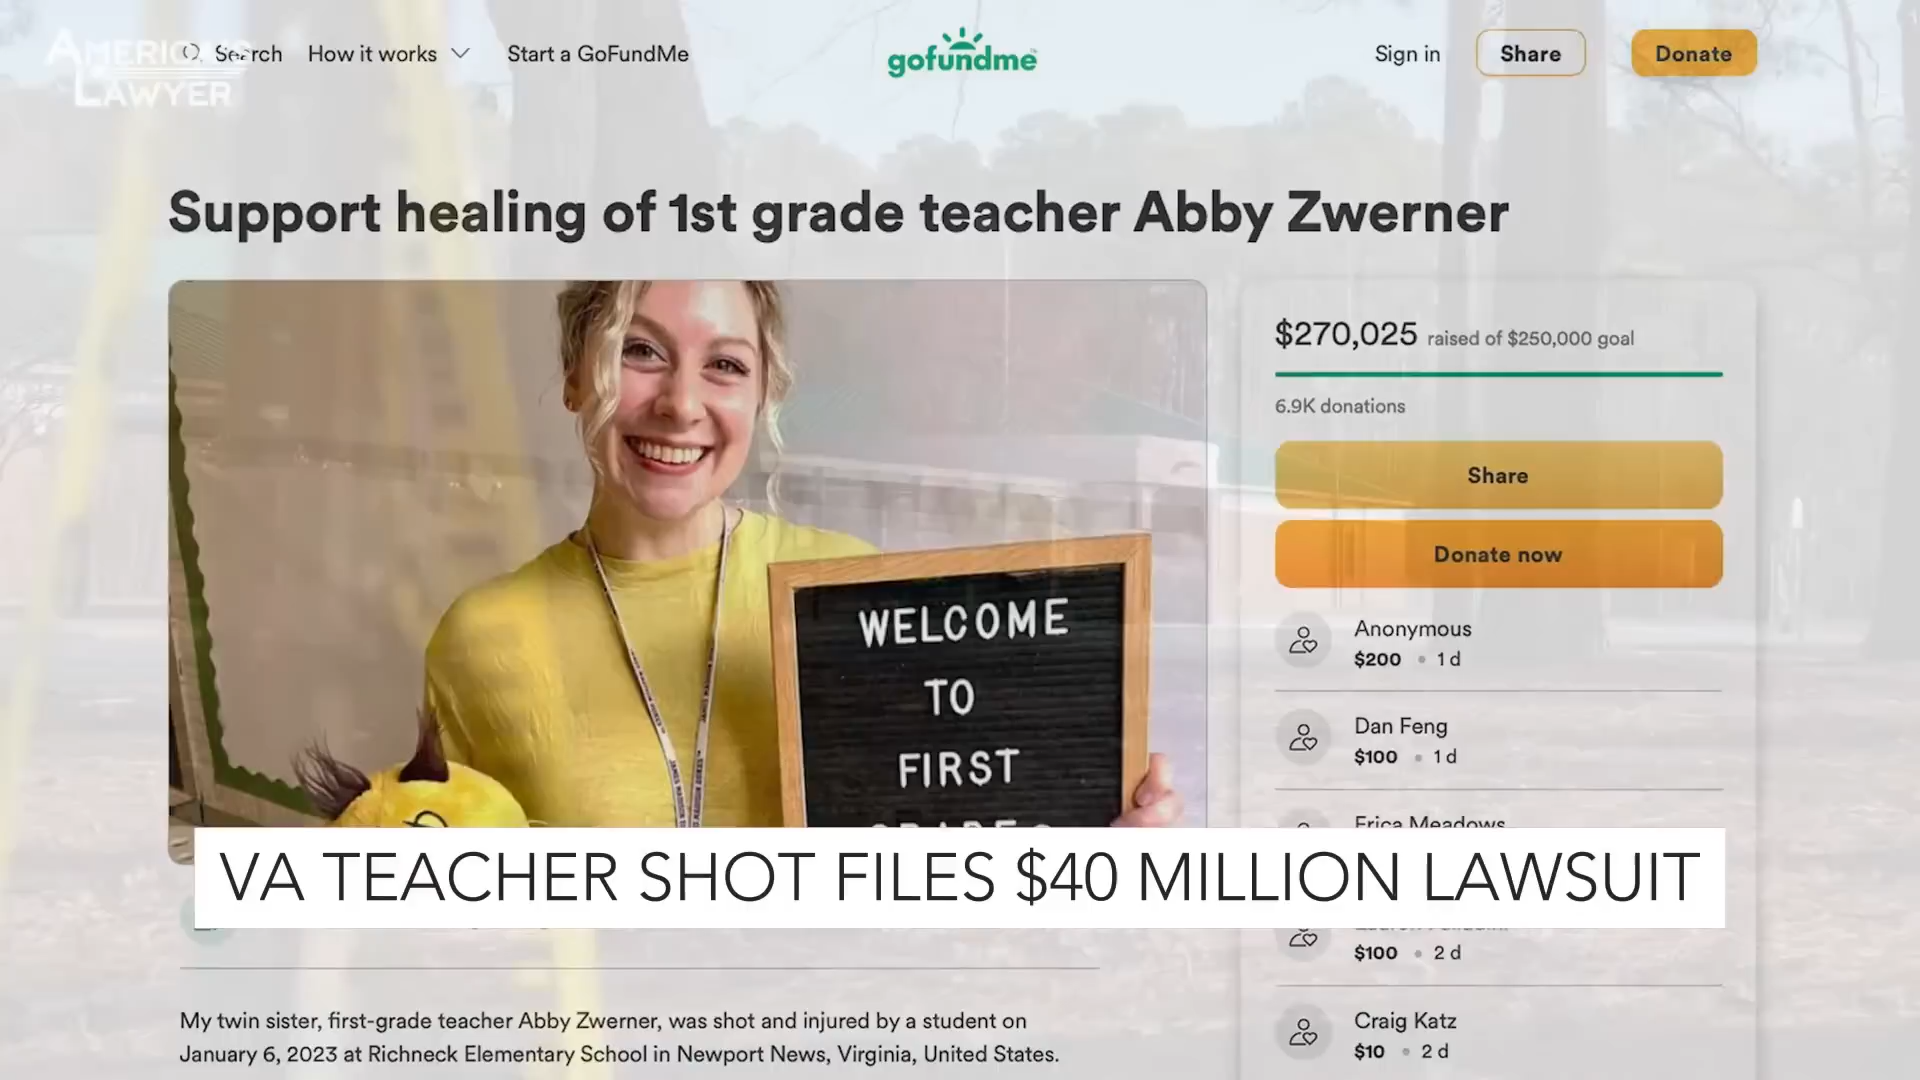 AMERICA'S
LAWYER
Search
How it works
Start a GoFundMe
gofundme
Sign in
Share
Donate
Support healing of 1st grade teacher Abby Zwerner
WELCOME
TO
FIRST
$270,025 raised of $250,000 goal
6.9K donations
Share
Donate now
Anonymous
$200 • 1 d
Dan Feng
$100 • 1 d
Erica Meadows
VA TEACHER SHOT FILES $40 MILLION LAWSUIT
$100 • 2 d
Craig Katz
$10 • 2 d
My twin sister, first-grade teacher Abby Zwerner, was shot and injured by a student on
January 6, 2023 at Richneck Elementary School in Newport News, Virginia, United States.